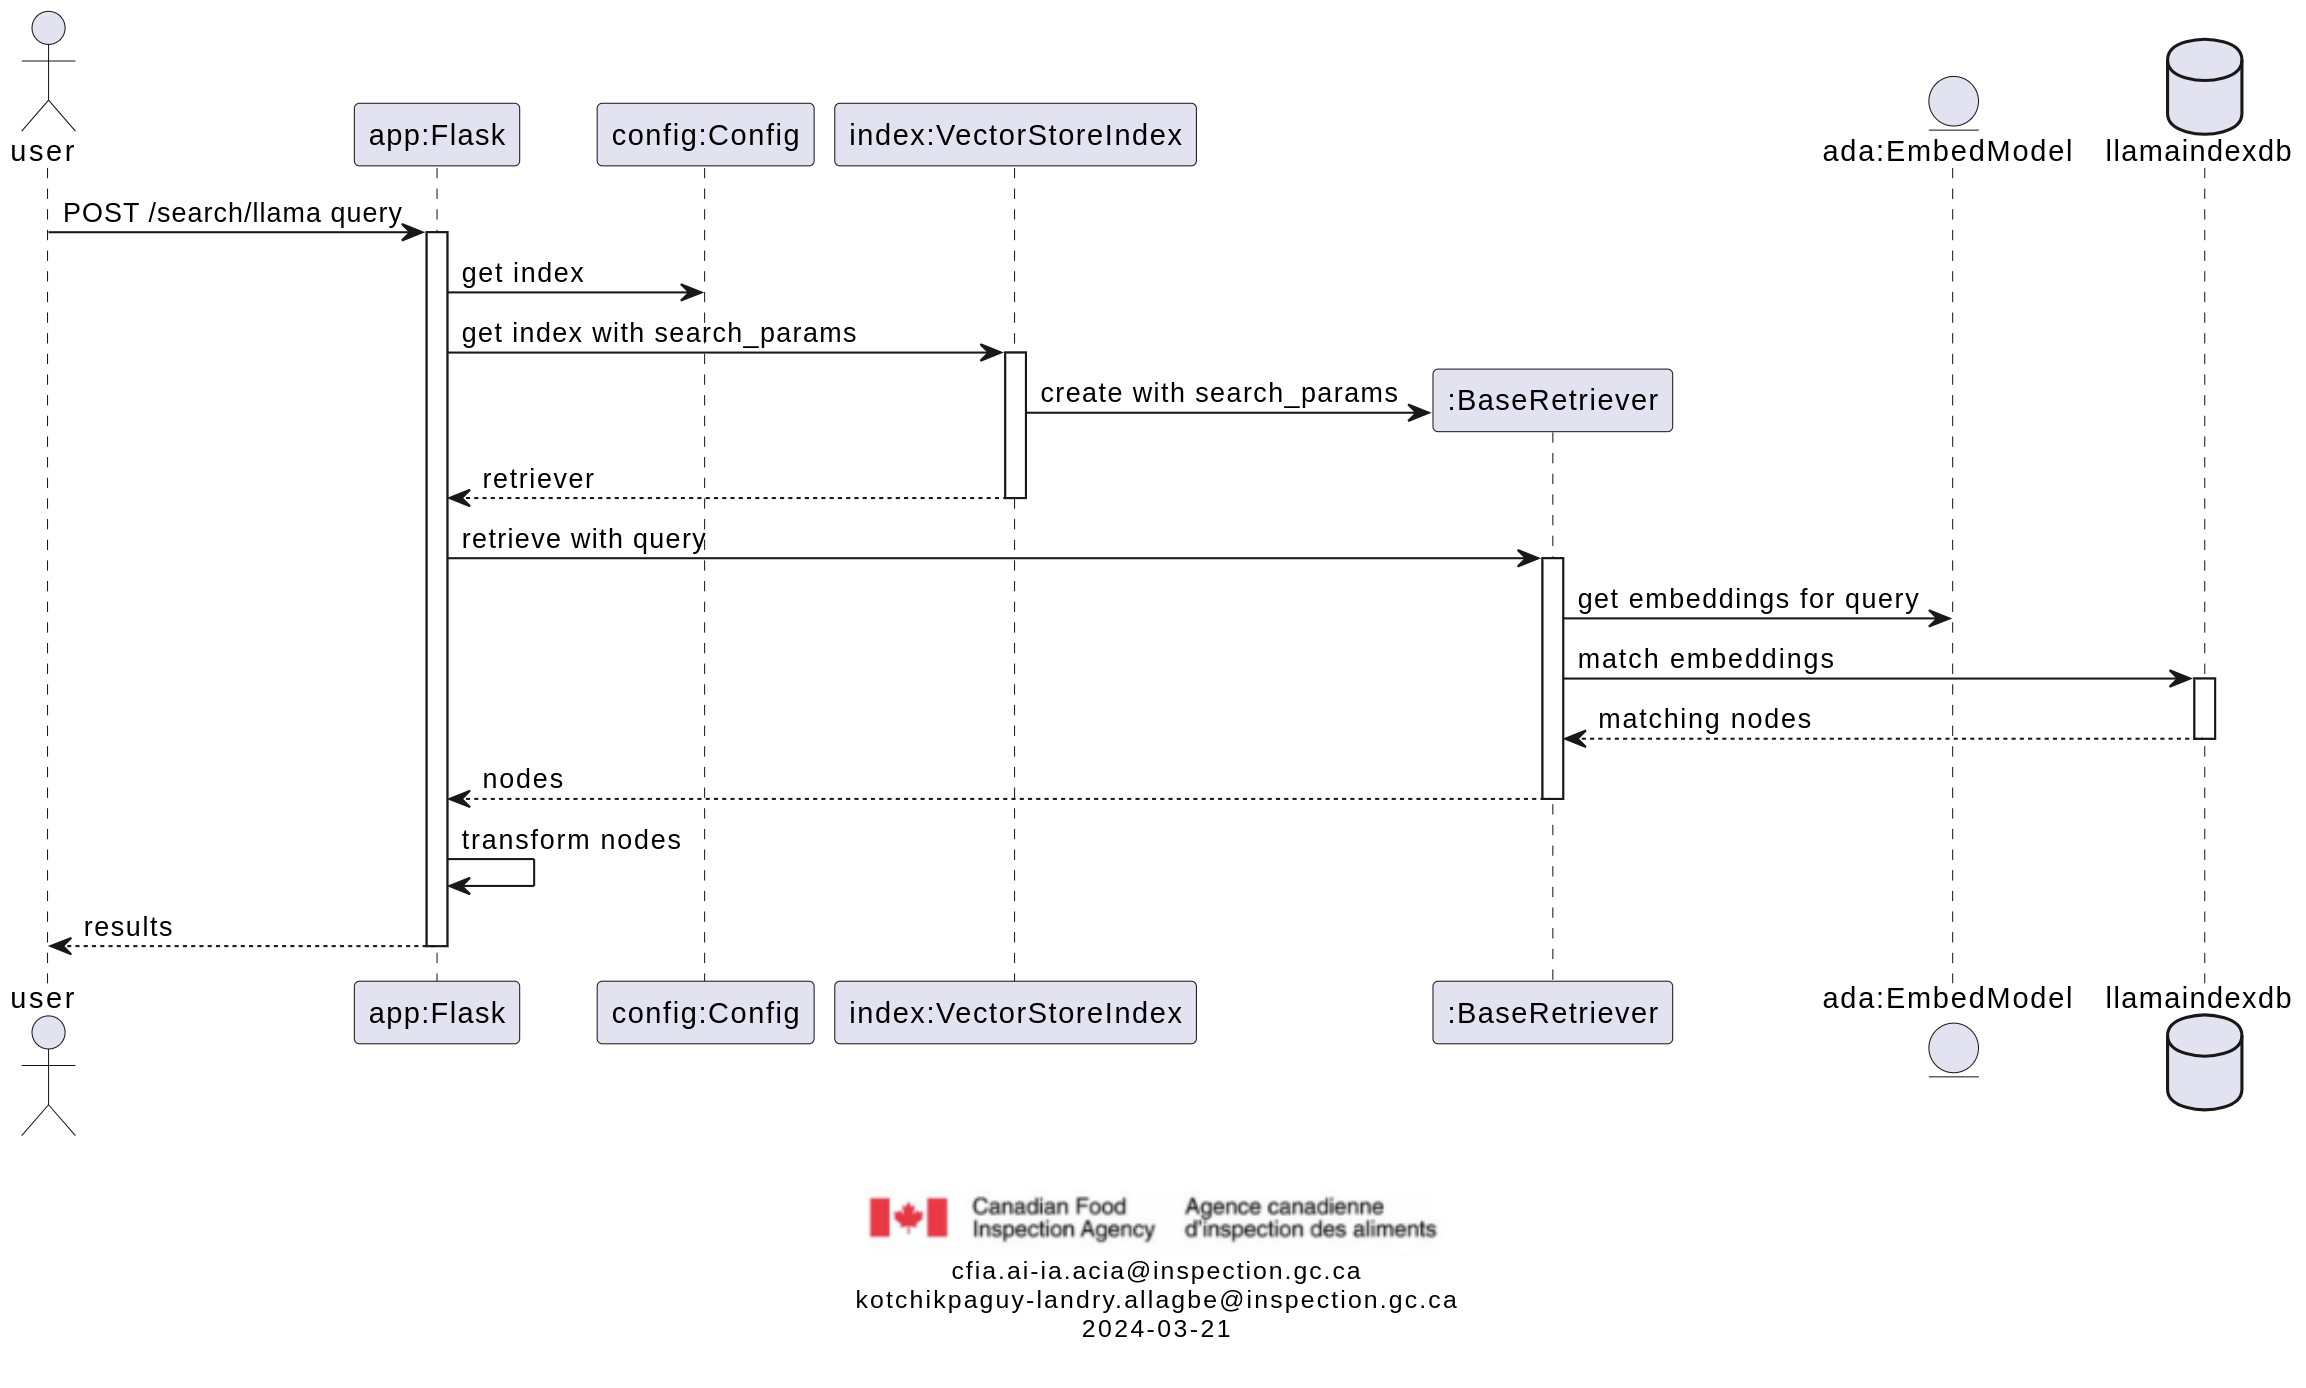 user
app:Flask
config:Config
index:VectorStoreIndex
ada:EmbedModel
llamaindexdb
POST /search/llama query
get index
get index with search_params
create with search_params
:BaseRetriever
retriever
retrieve with query
get embeddings for query
match embeddings
matching nodes
nodes
transform nodes
results
user
app:Flask
config:Config
index:VectorStoreIndex
:BaseRetriever
ada:EmbedModel
llamaindexdb
Canadian Food
Inspection Agency
Agence canadienne
d'inspection des aliments
cfia.ai-ia.acia@inspection.gc.ca
kotchikpaguy-landry.allagbe@inspection.gc.ca
2024-03-21